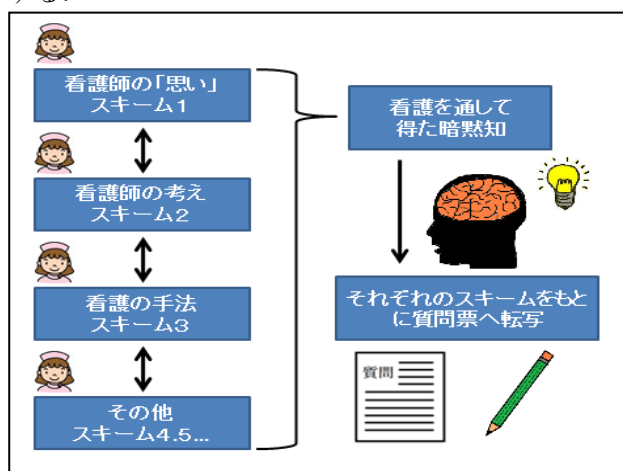 する。
看護師の「思い」
スキーム1
看護師の考え
スキーム2
看護の手法
スキーム3
その他
スキーム4.5...
看護を通して
得た暗黙知
それぞれのスキームをもと
に質問票へ転写
質問